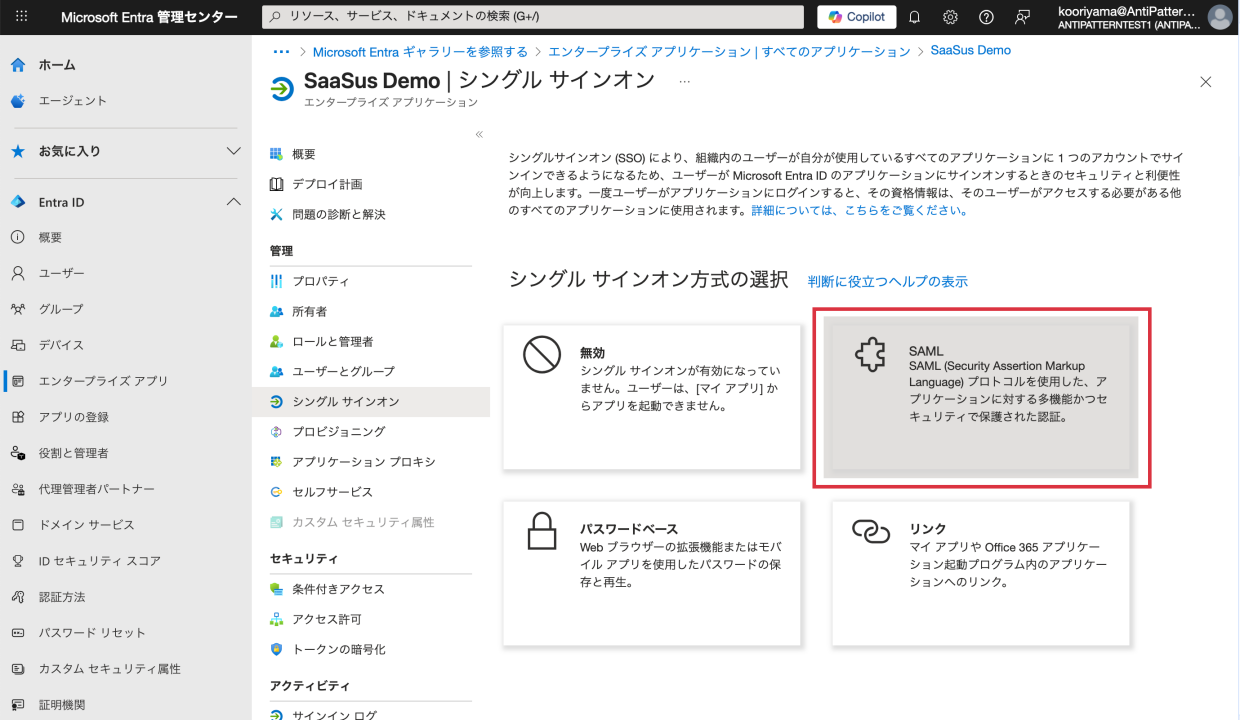 Microsoft Entra 管理センター
リソース、サービス、ドキュメントの検索 (G+/)
Copilot
kooriyama@AntiPatter...
ANTIPATTERNTEST1 (ANTIPA...
ホーム
エージェント
お気に入り
Entra ID
概要
ユーザー
グループ
デバイス
エンタープライズ アプリ
アプリの登録
役割と管理者
代理管理者パートナー
ドメイン サービス
ID セキュリティ スコア
認証方法
パスワード リセット
カスタム セキュリティ属性
証明機関
··· > Microsoft Entra ギャラリーを参照する > エンタープライズ アプリケーション | すべてのアプリケーション > SaaSus Demo
SaaSus Demo | シングル サインオン ···
エンタープライズ アプリケーション
«
概要
デプロイ計画
問題の診断と解決
管理
プロパティ
所有者
ロールと管理者
ユーザーとグループ
シングル サインオン
プロビジョニング
アプリケーション プロキシ
セルフサービス
カスタム セキュリティ属性
セキュリティ
条件付きアクセス
アクセス許可
トークンの暗号化
アクティビティ
サインイン ログ
シングルサインオン (SSO) により、組織内のユーザーが自分が使用しているすべてのアプリケーションに 1 つのアカウントでサイ
ンインできるようになるため、ユーザーが Microsoft Entra ID のアプリケーションにサインオンするときのセキュリティと利便性
が向上します。一度ユーザーがアプリケーションにログインすると、その資格情報は、そのユーザーがアクセスする必要がある他
のすべてのアプリケーションに使用されます。詳細については、こちらをご覧ください。
シングル サインオン方式の選択 判断に役立つヘルプの表示
無効
シングル サインオンが有効になってい
ません。ユーザーは、[マイ アプリ] か
らアプリを起動できません。
SAML
SAML (Security Assertion Markup
Language) プロトコルを使用した、ア
プリケーションに対する多機能かつセ
キュリティで保護された認証。
パスワードベース
Web ブラウザーの拡張機能またはモバ
イル アプリを使用したパスワードの保
存と再生。
リンク
マイ アプリや Office 365 アプリケー
ション起動プログラム内のアプリケー
ションへのリンク。